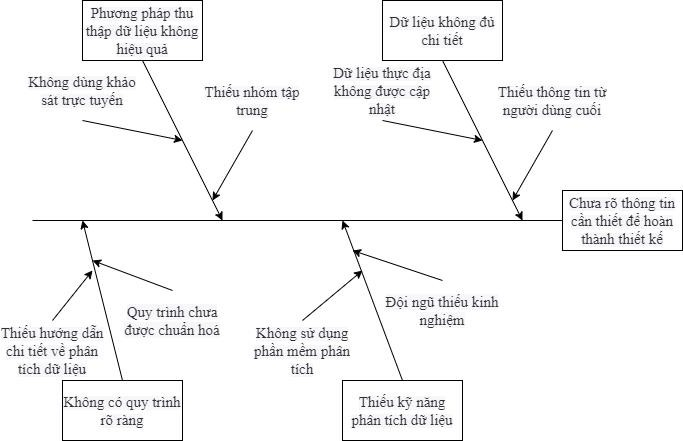 Phương pháp thu
thập dữ liệu không
hiệu quả
Dữ liệu không đủ
chi tiết
Không dùng khảo
sát trực tuyến
Thiếu nhóm tập
trung
Dữ liệu thực địa
không được cập
nhật
Thiếu thông tin từ
người dùng cuối
Chưa rõ thông tin
cần thiết để hoàn
thành thiết kế
Thiếu hướng dẫn
chi tiết về phân
tích dữ liệu
Quy trình chưa
được chuẩn hoá
Không sử dụng
phần mềm phân
tích
Đội ngũ thiếu kinh
nghiệm
Không có quy trình
rõ ràng
Thiếu kỹ năng
phân tích dữ liệu